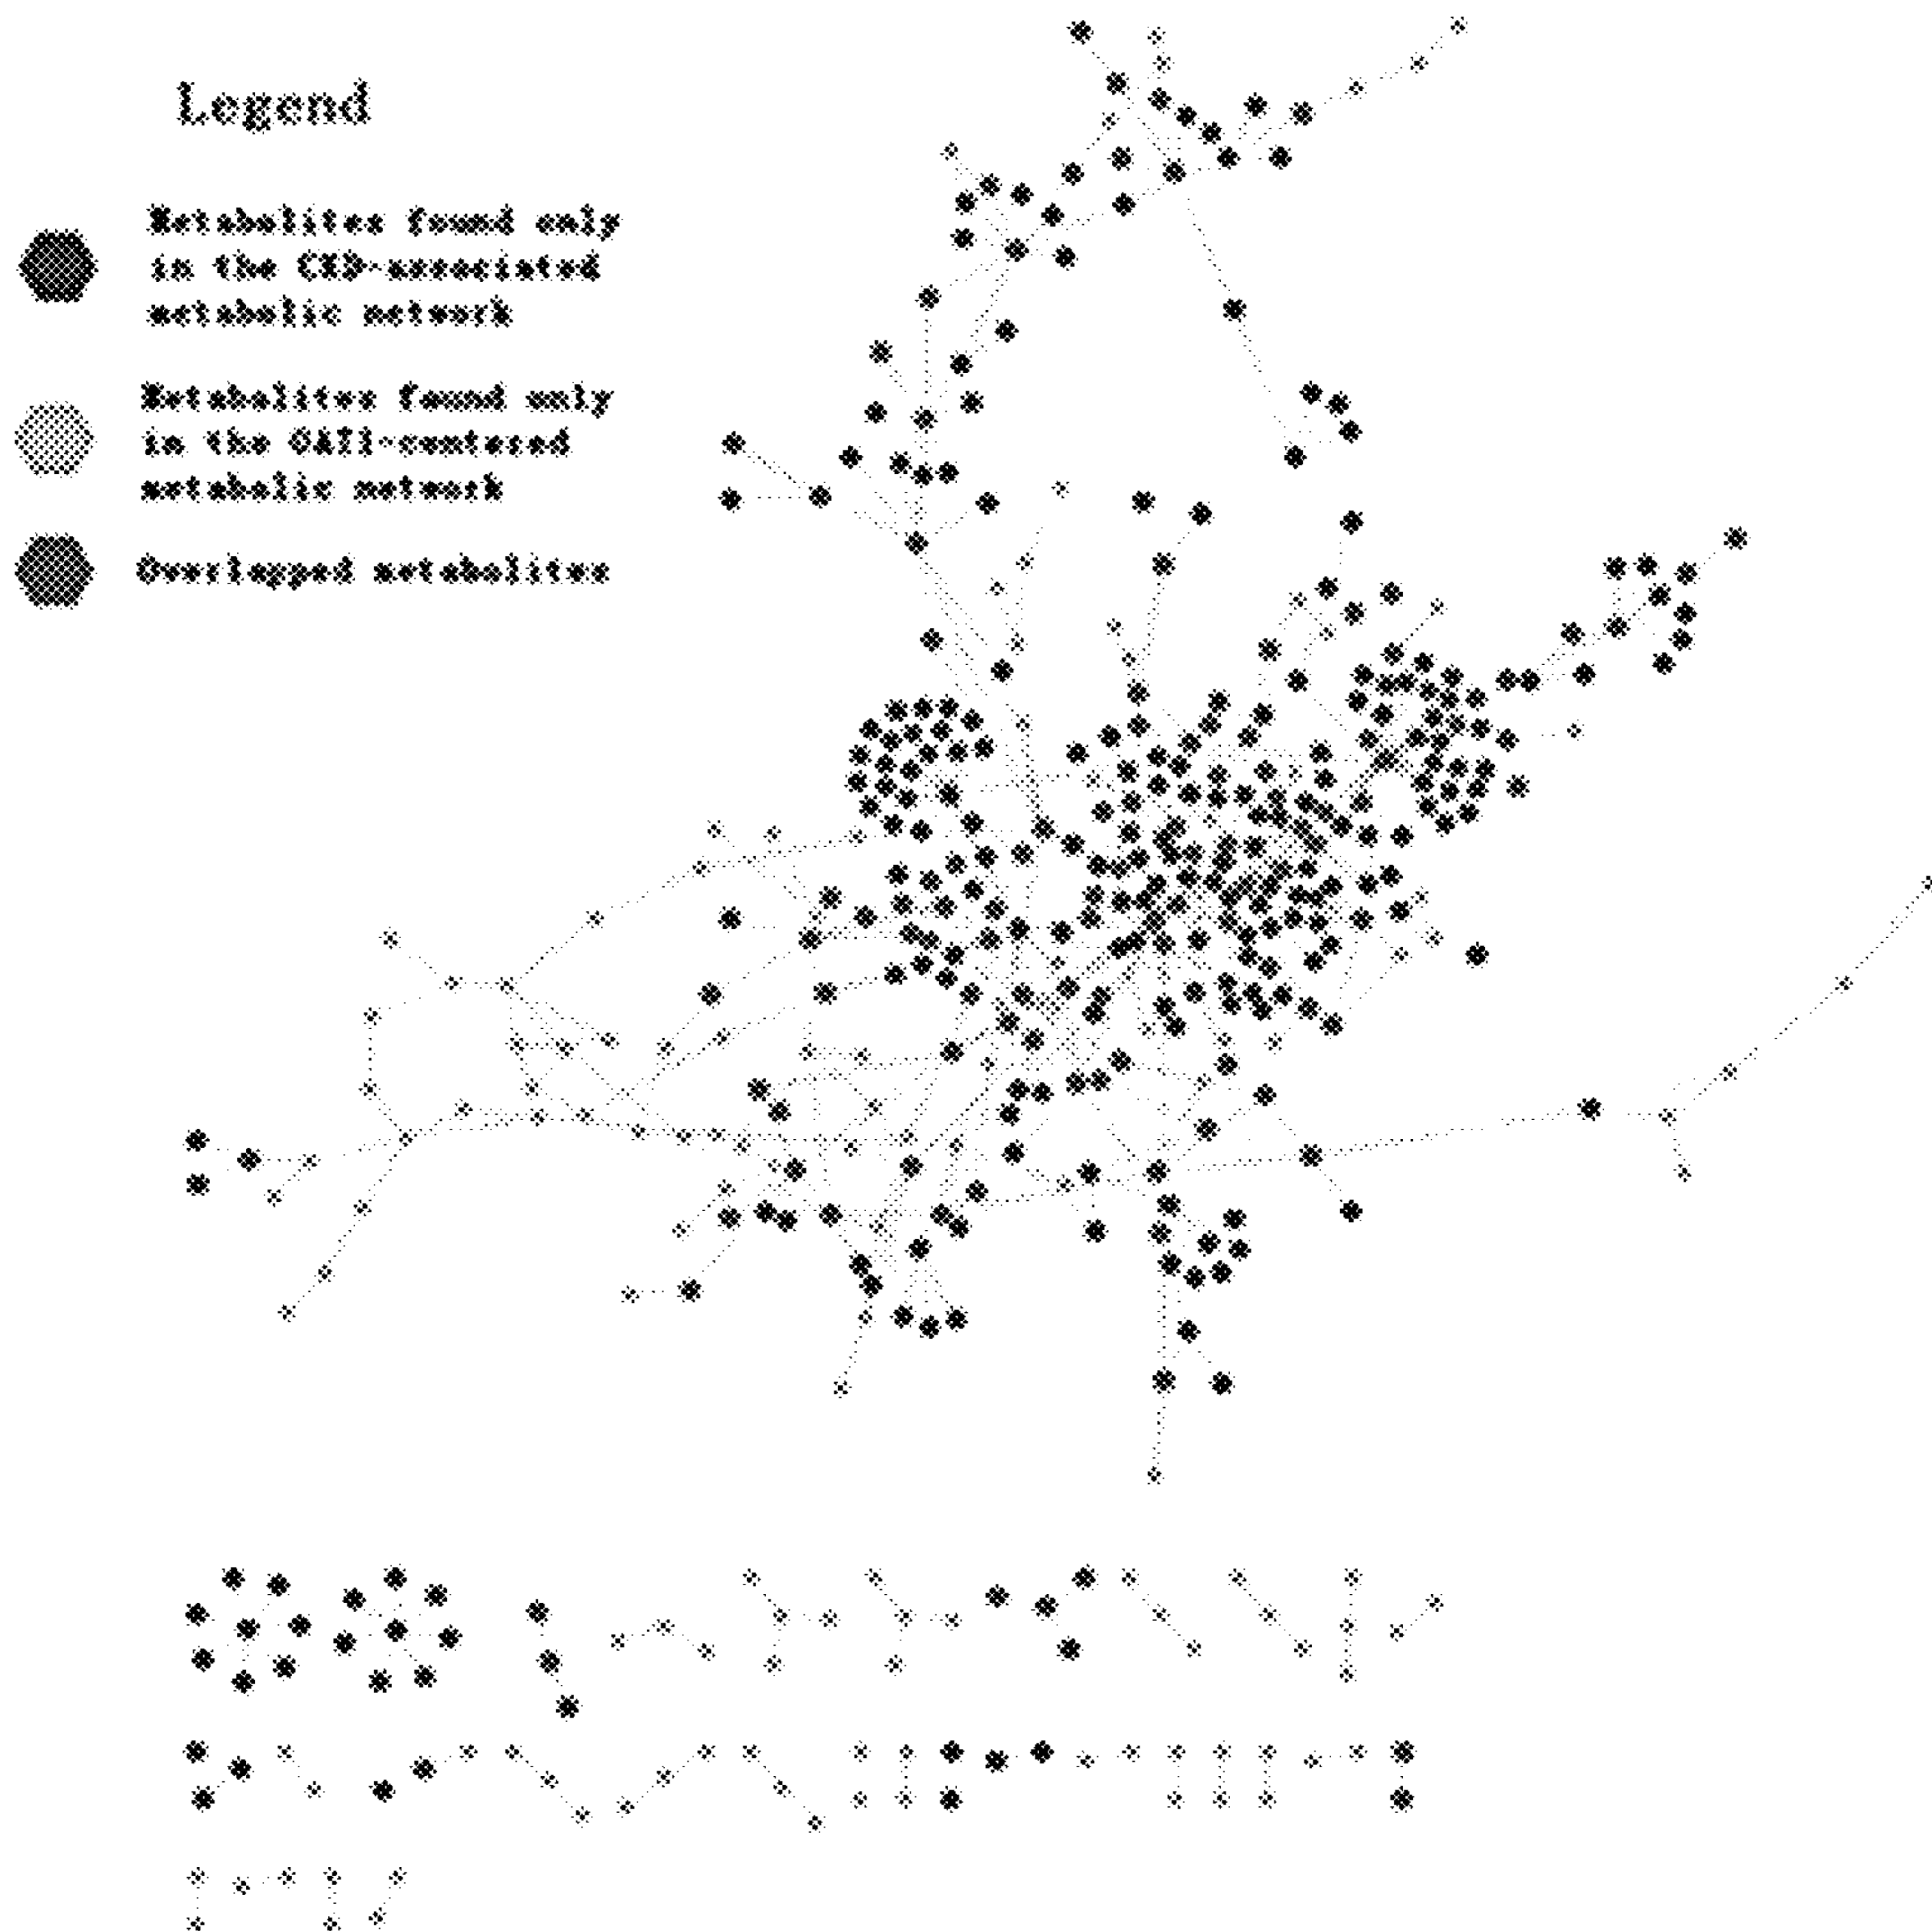 Legend
Metabolites found only
in the CKD-associated
metabolic network
Metabolites found only
in the OAT1-centered
metabolic network
Overlapped metabolites